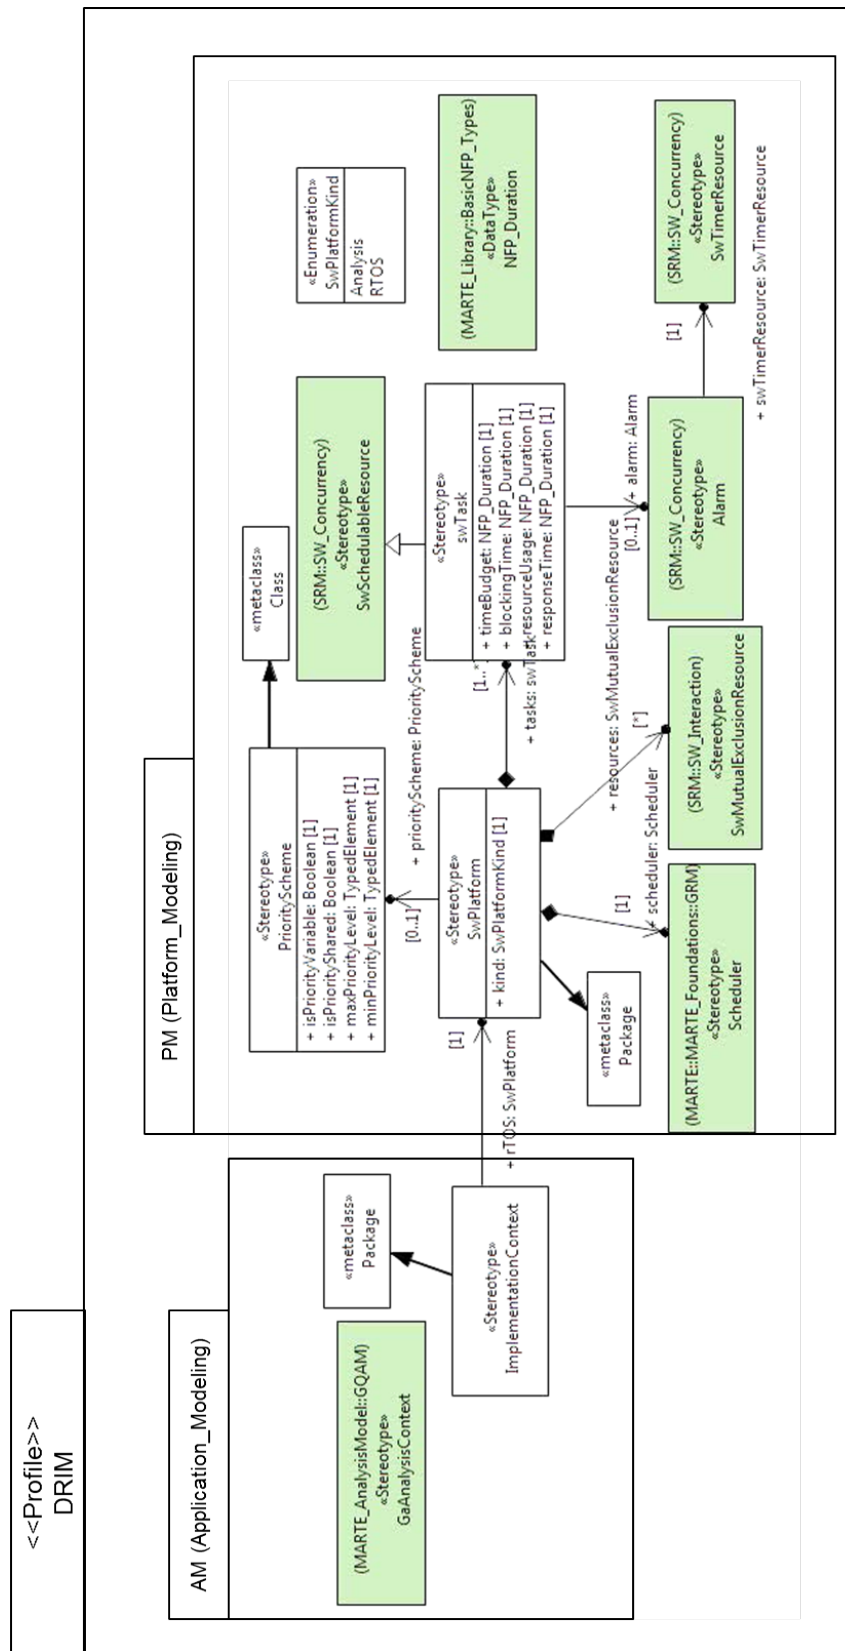 <<Profile>>
DRIM
AM (Application_Modeling)
(MARTE_AnalysisModel::GQAM)
«Stereotype»
GaAnalysisContext
«metaclass»
Package
«Stereotype»
ImplementationContext
+ rTOS: SwPlatform
[1]
PM (Platform_Modeling)
«Stereotype»
PriorityScheme
+ isPriorityVariable: Boolean [1]
+ isPriorityShared: Boolean [1]
+ maxPriorityLevel: TypedElement [1]
+ minPriorityLevel: TypedElement [1]
«metaclass»
Class
[0..1]
+ priorityScheme: PriorityScheme
«Stereotype»
SwPlatform
+ kind: SwPlatformKind [1]
«metaclass»
Package
(SRM::SW_Concurrency)
«Stereotype»
SwSchedulableResource
«Enumeration»
SwPlatformKind
Analysis
RTOS
«Stereotype»
swTask
+ timeBudget: NFP_Duration [1]
+ blockingTime: NFP_Duration [1]
resourceUsage: NFP_Duration [1]
+ responseTime: NFP_Duration [1]
[1..*]
+ tasks: swTask
(MARTE_Library::BasicNFP_Types)
«DataType»
NFP_Duration
+ resources: SwMutualExclusionResource
[*]
[1]
scheduler: Scheduler
(MARTE::MARTE_Foundations::GRM)
«Stereotype»
Scheduler
(SRM::SW_Interaction)
«Stereotype»
SwMutualExclusionResource
[0..1]
+ alarm: Alarm
(SRM::SW_Concurrency)
«Stereotype»
Alarm
[1]
+ swTimerResource: SwTimerResource
(SRM::SW_Concurrency)
«Stereotype»
SwTimerResource